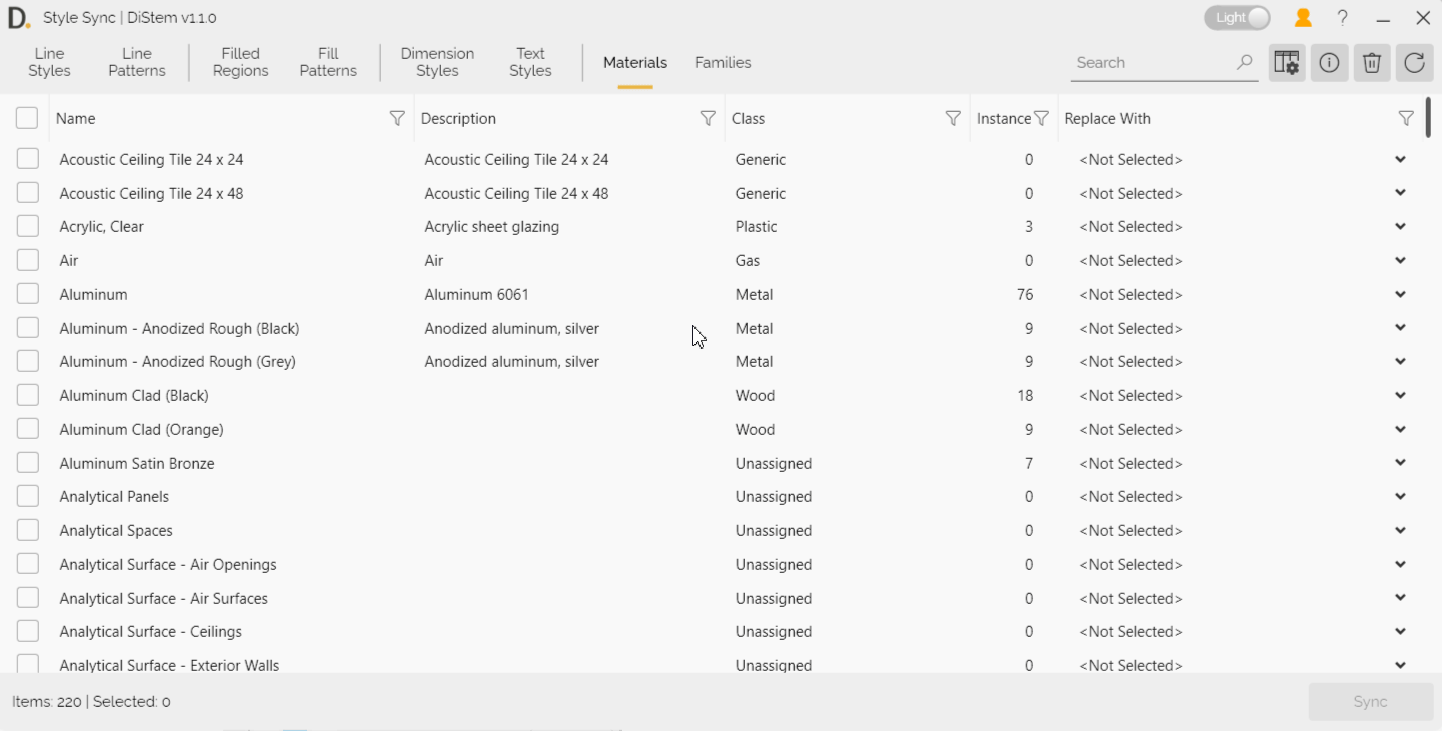 D. Style Sync | DiStem v1.1.0 Light ?
Line Styles Line Patterns Filled Regions Fill Patterns Dimension Styles Text Styles Materials Families Search
Name Description Class Instance Replace With
Acoustic Ceiling Tile 24 x 24 Acoustic Ceiling Tile 24 x 24 Generic 0 <Not Selected>
Acoustic Ceiling Tile 24 x 48 Acoustic Ceiling Tile 24 x 48 Generic 0 <Not Selected>
Acrylic, Clear Acrylic sheet glazing Plastic 3 <Not Selected>
Air Air Gas 0 <Not Selected>
Aluminum Aluminum 6061 Metal 76 <Not Selected>
Aluminum - Anodized Rough (Black) Anodized aluminum, silver Metal 9 <Not Selected>
Aluminum - Anodized Rough (Grey) Anodized aluminum, silver Metal 9 <Not Selected>
Aluminum Clad (Black) Wood 18 <Not Selected>
Aluminum Clad (Orange) Wood 9 <Not Selected>
Aluminum Satin Bronze Unassigned 7 <Not Selected>
Analytical Panels Unassigned 0 <Not Selected>
Analytical Spaces Unassigned 0 <Not Selected>
Analytical Surface - Air Openings Unassigned 0 <Not Selected>
Analytical Surface - Air Surfaces Unassigned 0 <Not Selected>
Analytical Surface - Ceilings Unassigned 0 <Not Selected>
Analytical Surface - Exterior Walls Unassigned 0 <Not Selected>
Items: 220 | Selected: 0 Sync